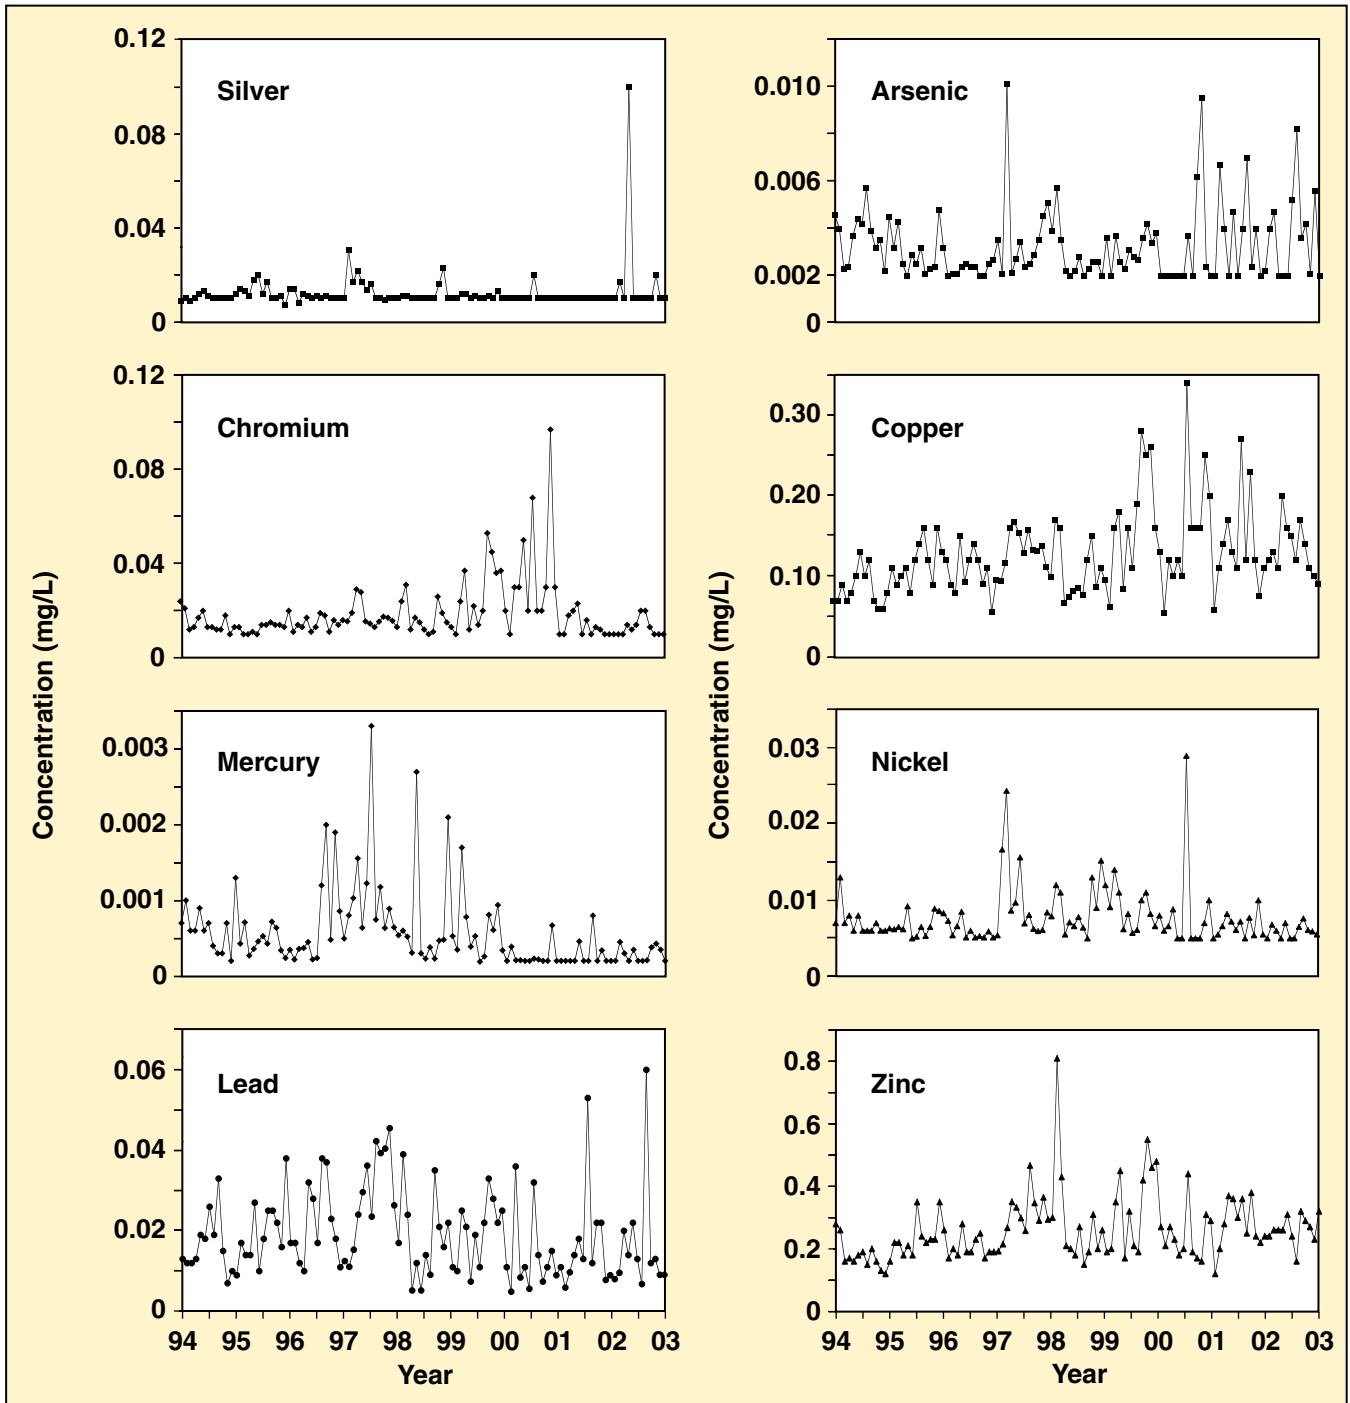 Silver
0.12
0.08
0.04
0
Arsenic
0.010
0.006
0.002
0
Chromium
0.12
0.08
0.04
0
Copper
0.30
0.20
0.10
0
Concentration (mg/L)
Concentration (mg/L)
Mercury
0.003
0.002
0.001
0
Nickel
0.03
0.02
0.01
0
Lead
0.06
0.04
0.02
0
94 95 96 97 98 99 00 01 02 03
Year
Zinc
0.8
0.6
0.4
0.2
0
94 95 96 97 98 99 00 01 02 03
Year